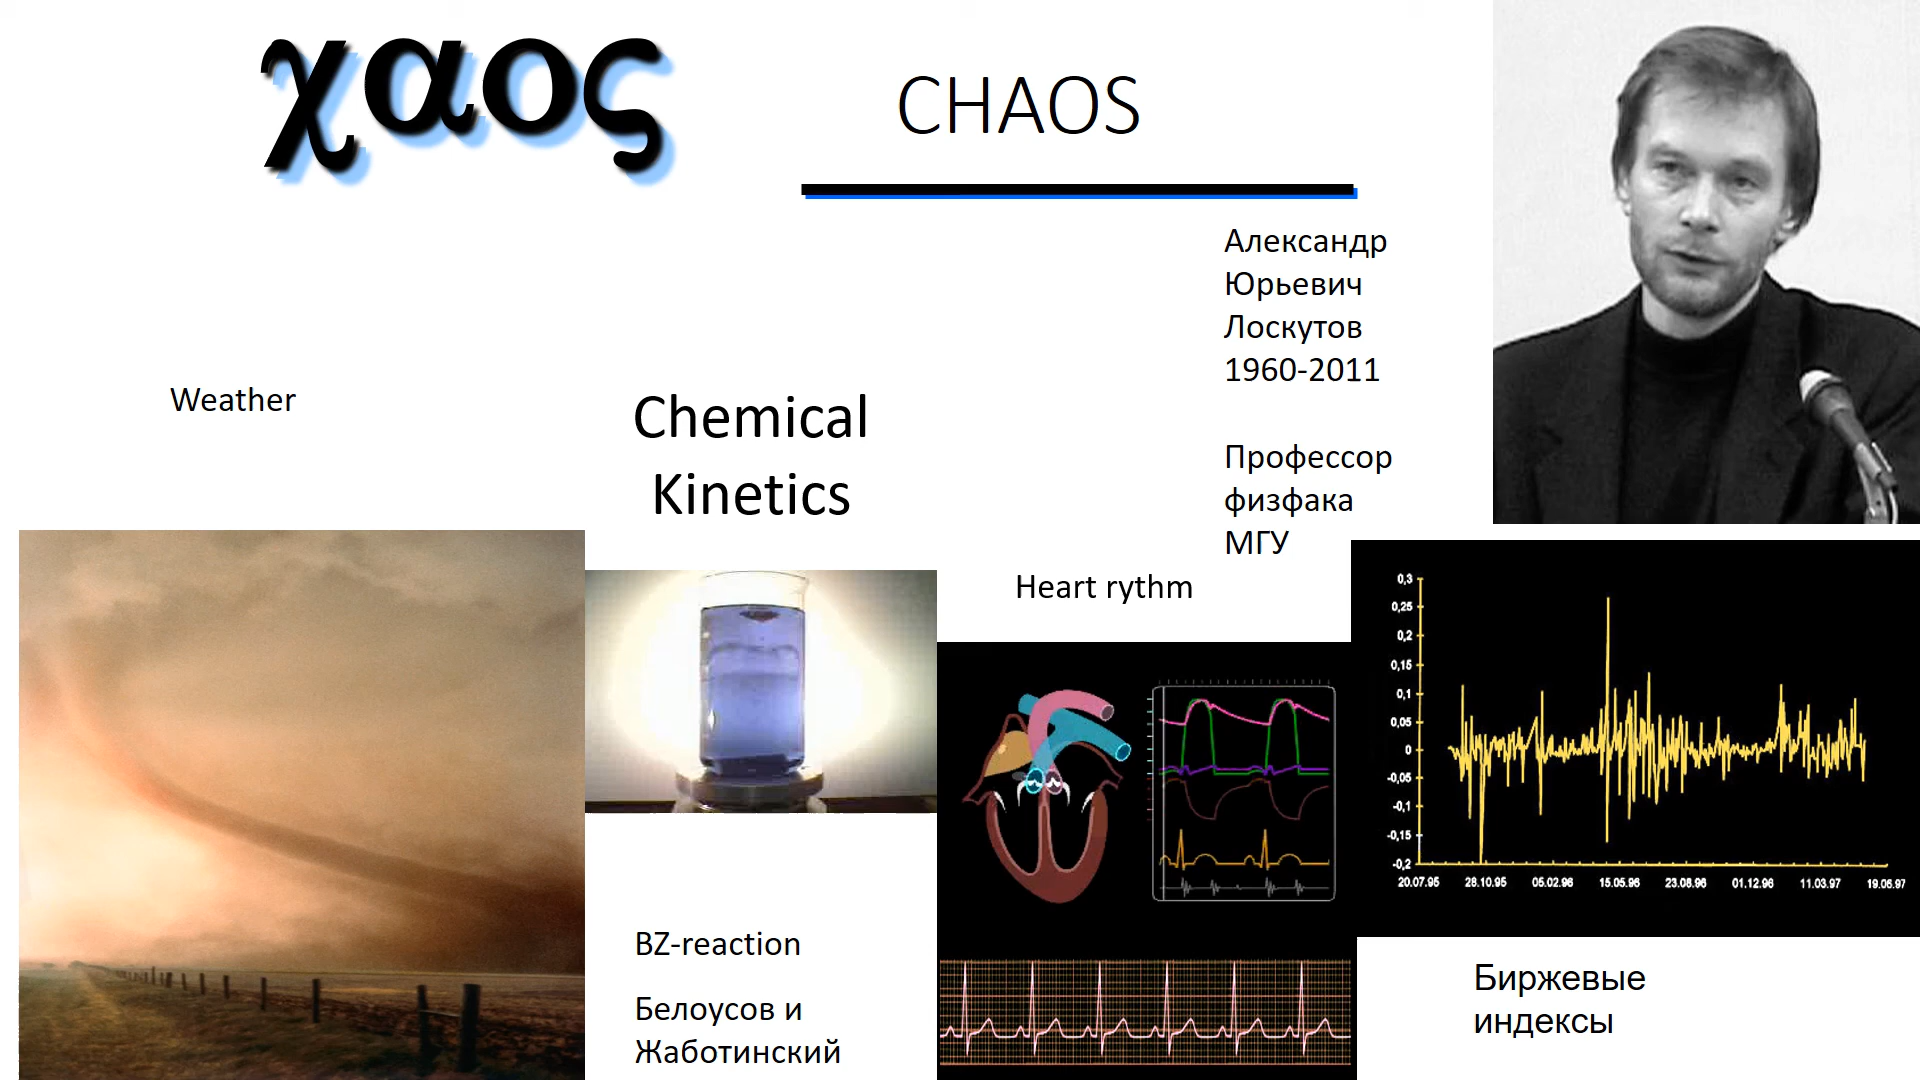 χαος
CHAOS
Александр
Юрьевич
Лоскутов
1960-2011
Профессор
физфака
МГУ
Weather
Chemical
Kinetics
Heart rythm
0,3
0,25
0,2
0,15
0,1
0,05
0
-0,05
-0,1
-0,15
-0,2
20.07.95 28.10.95 05.02.96 15.05.96 23.08.96 01.12.96 11.03.97 19.06.97
BZ-reaction
Белоусов и
Жаботинский
Биржевые
индексы